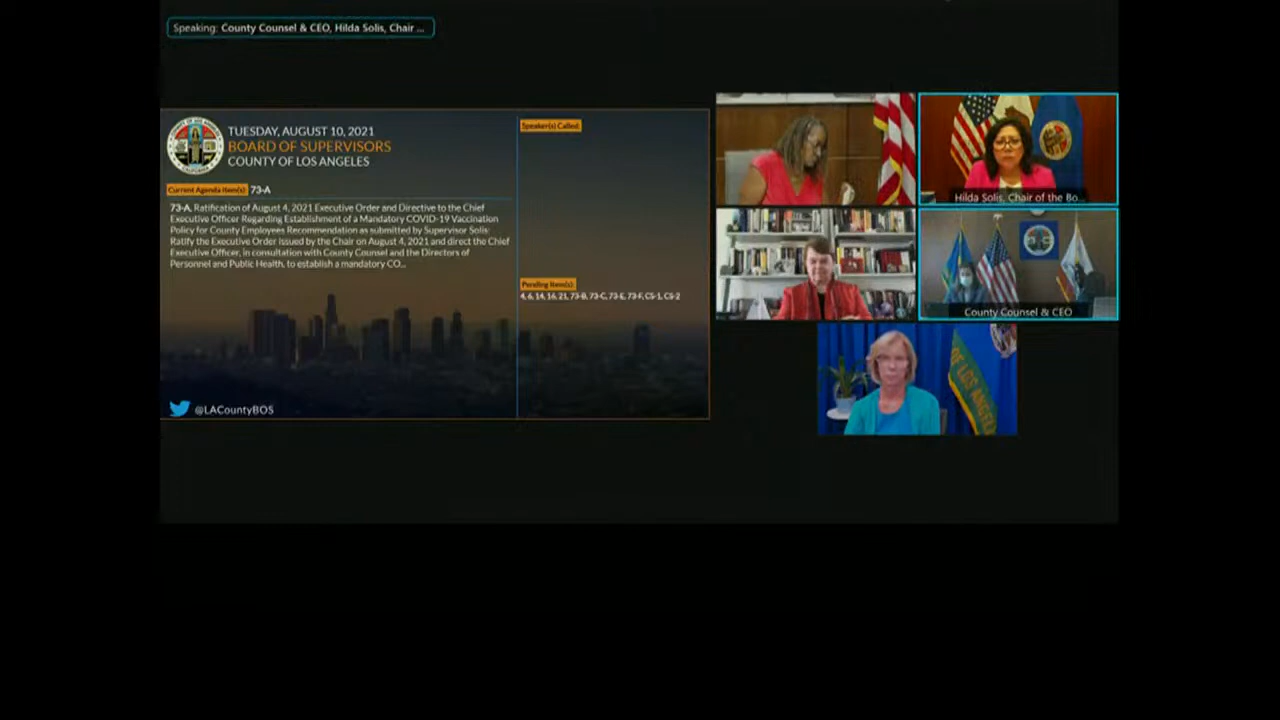 Speaking: County Counsel & CEO, Hilda Solis, Chair ...
TUESDAY, AUGUST 10, 2021
BOARD OF SUPERVISORS
COUNTY OF LOS ANGELES
Current Agenda Item(s): 73-A
73-A. Ratification of August 4, 2021 Executive Order and Directive to the Chief
Executive Officer Regarding Establishment of a Mandatory COVID-19 Vaccination
Policy for County Employees Recommendation as submitted by Supervisor Solis:
Ratify the Executive Order issued by the Chair on August 4, 2021 and direct the Chief
Executive Officer, in consultation with County Counsel and the Directors of
Personnel and Public Health, to establish a mandatory CO...
@LACountyBOS
Speaker(s) Called:
Pending Item(s):
4, 6, 14, 16, 21, 73-B, 73-C, 73-E, 73-F, CS-1, CS-2
Hilda Solis, Chair of the Bo...
County Counsel & CEO
OF LOS ANGELE